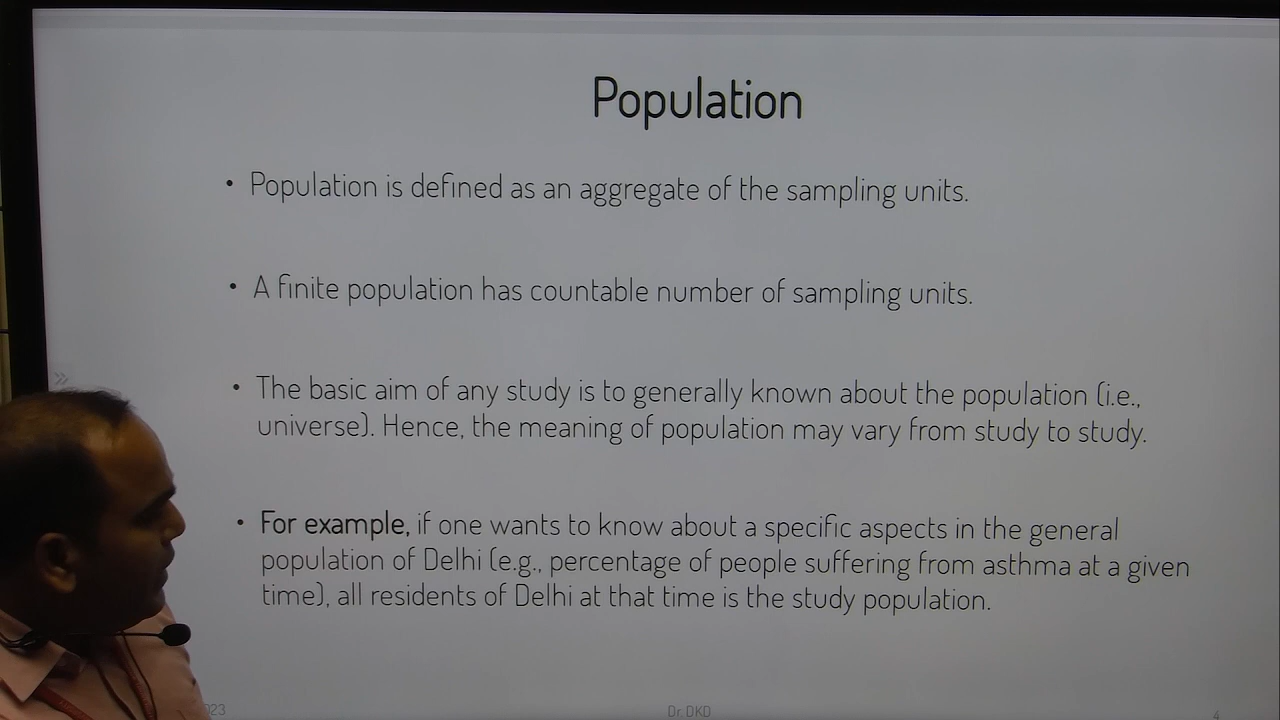 Population
• Population is defined as an aggregate of the sampling units.
• A finite population has countable number of sampling units.
• The basic aim of any study is to generally known about the population (i.e.,
universe). Hence, the meaning of population may vary from study to study.
• For example, if one wants to know about a specific aspects in the general
population of Delhi (e.g., percentage of people suffering from asthma at a given
time), all residents of Delhi at that time is the study population.
23
Dr. DKD
4